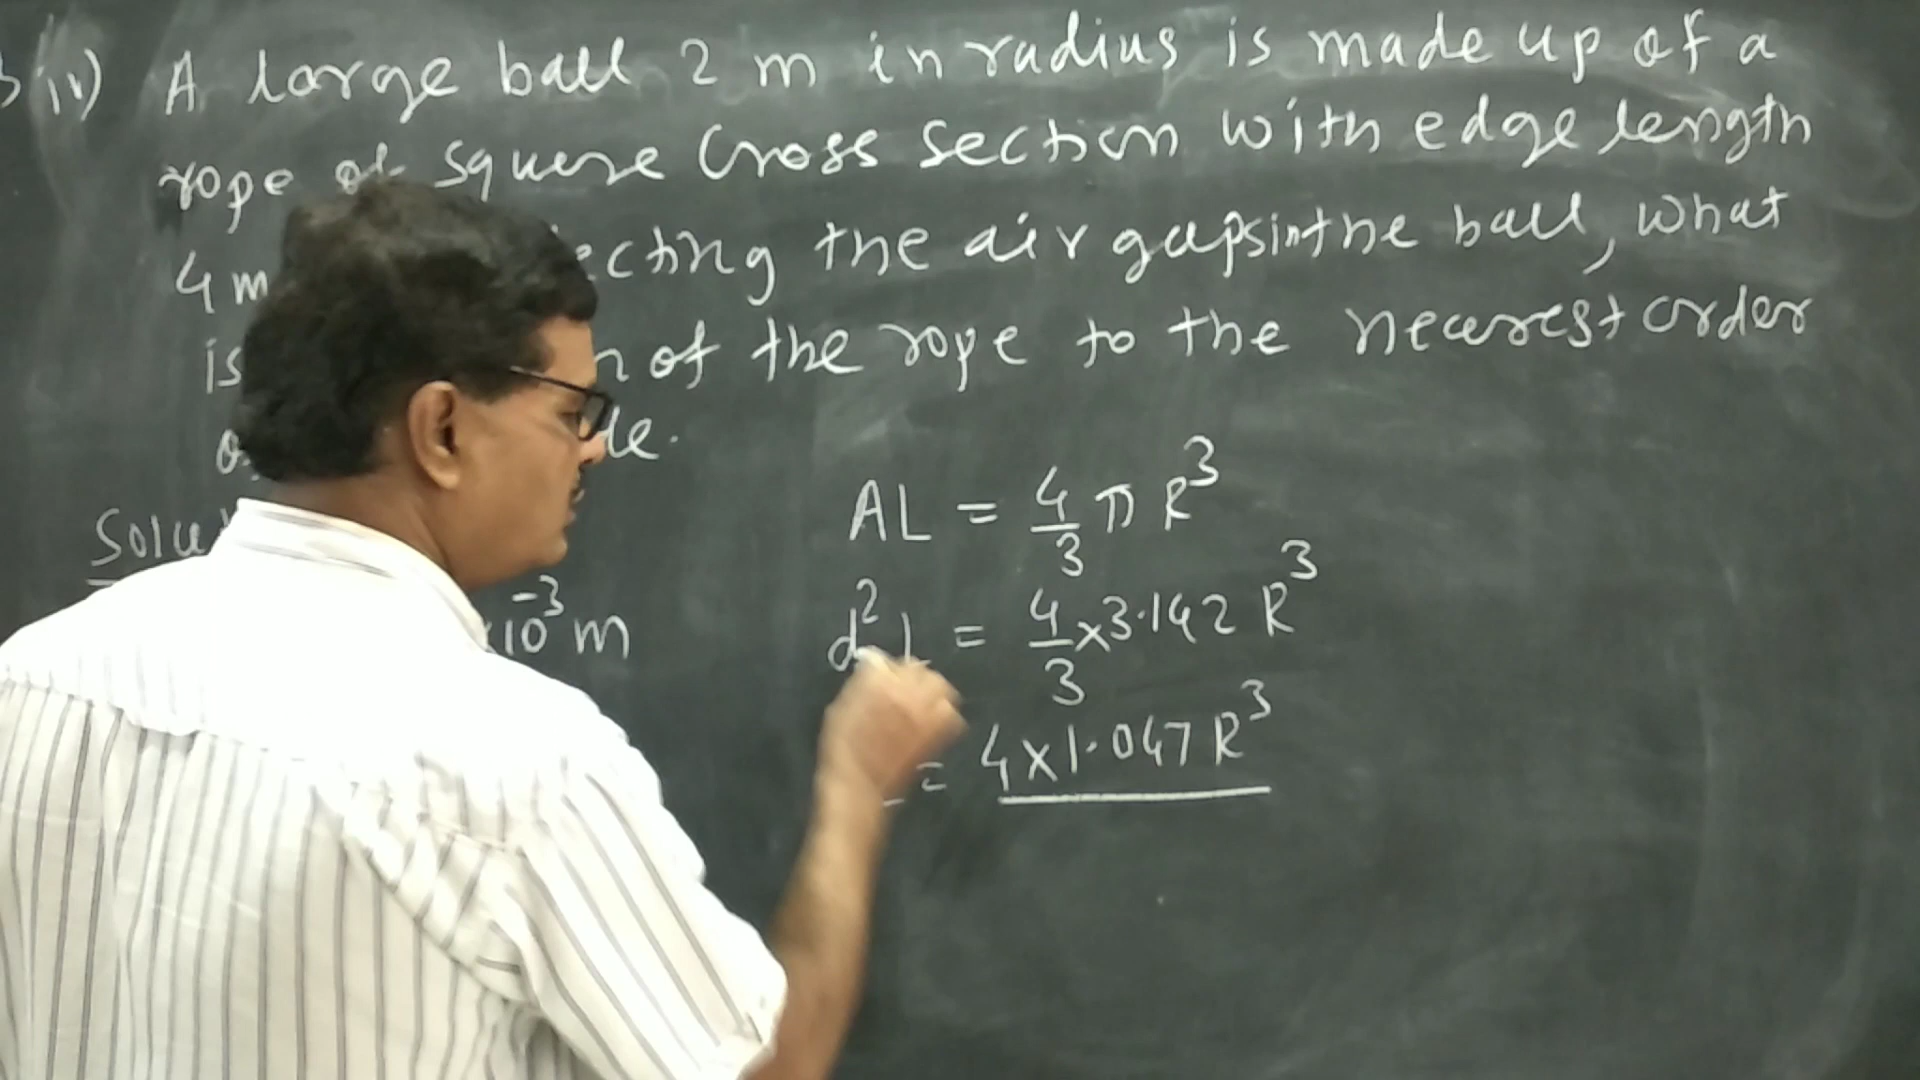 iv) A large ball 2 m in radius is made up of a
rope of square cross section with edge length
4 m ecting the air gaps in the ball, what
is n of the rope to the nearest order
de.
Solu
AL = 4/3 π R³
10⁻³ m
d² L = 4/3 × 3.142 R³
= 4 × 1.047 R³